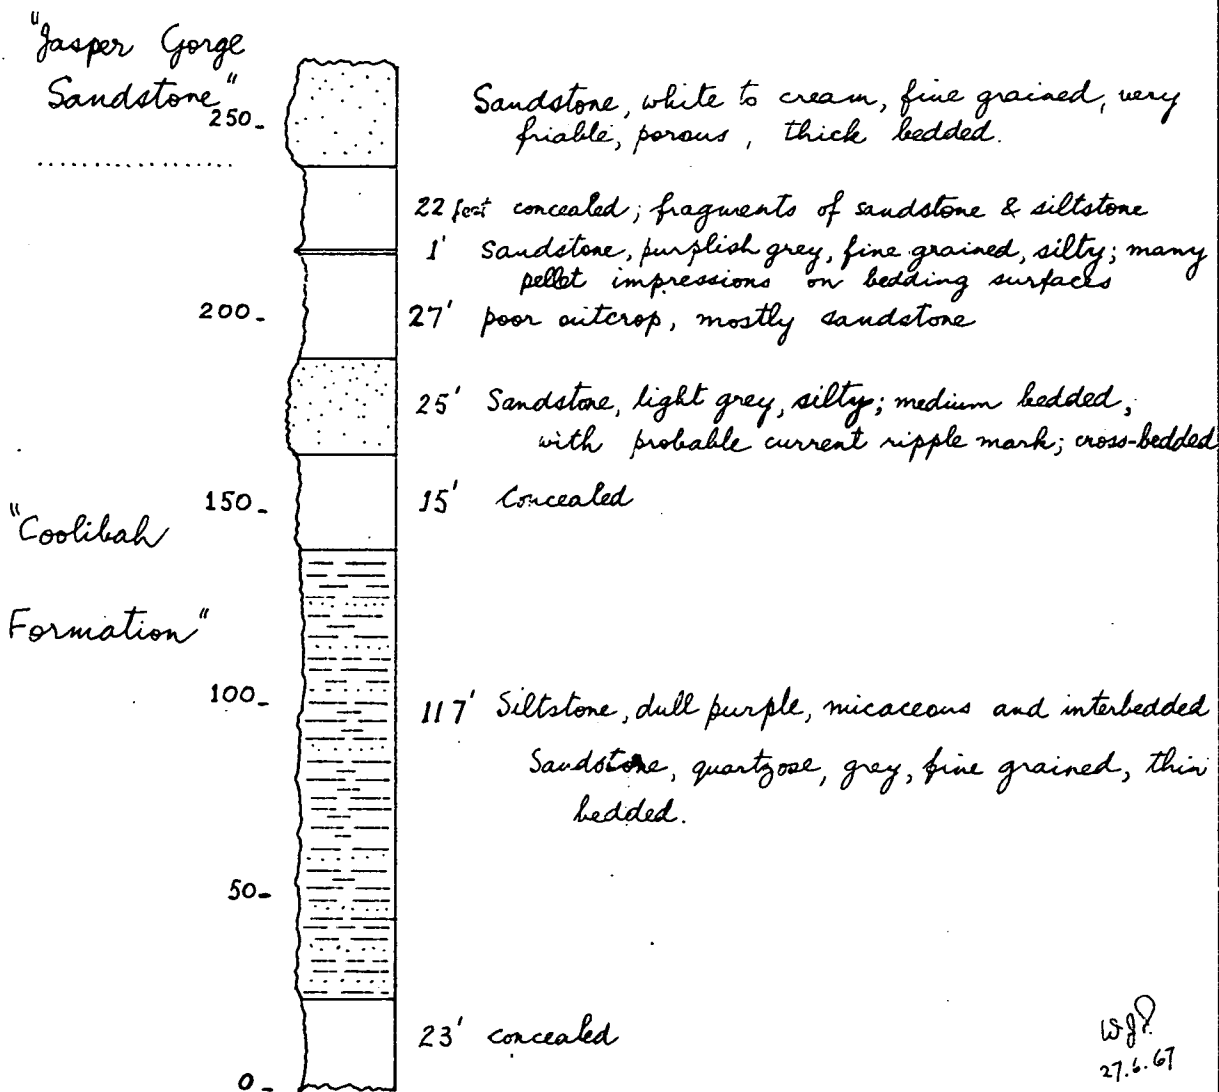 "Jasper Gorge
Sandstone"
250-
Sandstone, white to cream, fine grained, very
friable, porous, thick bedded.
22 feet concealed; fragments of sandstone & siltstone
1' Sandstone, purplish grey, fine grained, silty; many
pellet impressions on bedding surfaces
200-
27' poor outcrop, mostly sandstone
25' Sandstone, light grey, silty; medium bedded,
with probable current ripple mark; cross-bedded
150-
15' Concealed
"Coolibah
Formation"
100-
117' Siltstone, dull purple, micaceous and interbedded
Sandstone, quartzose, grey, fine grained, thin
bedded.
50-
23' concealed
0-
27.6.67